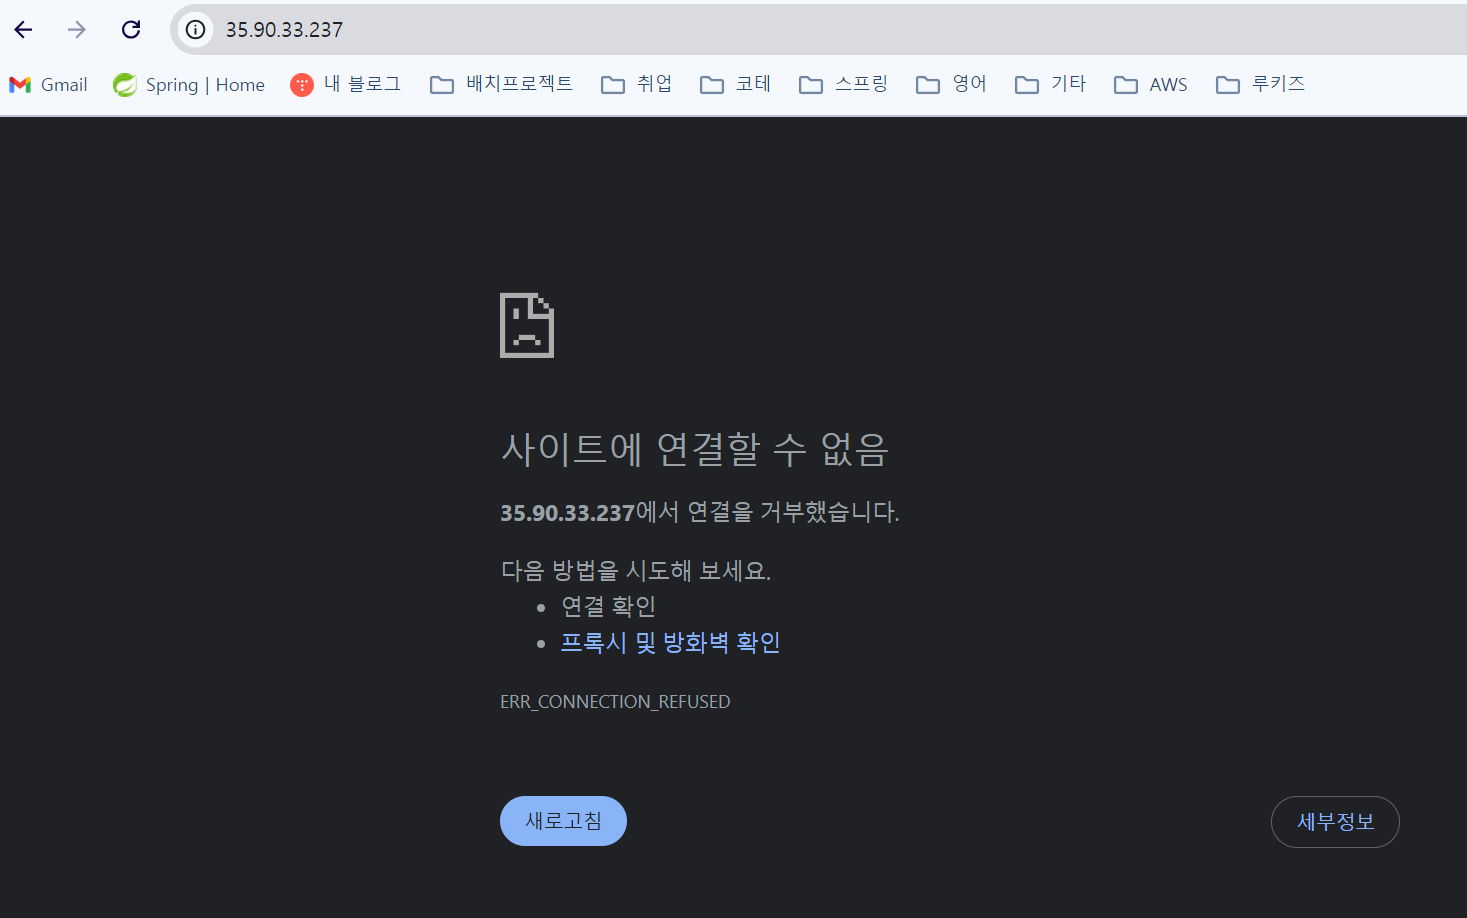 35.90.33.237
Gmail Spring | Home 내 블로그 배치프로젝트 취업 코테 스프링 영어 기타 AWS 루키즈
사이트에 연결할 수 없음
35.90.33.237에서 연결을 거부했습니다.
다음 방법을 시도해 보세요.
• 연결 확인
• 프록시 및 방화벽 확인
ERR_CONNECTION_REFUSED
새로고침 세부정보